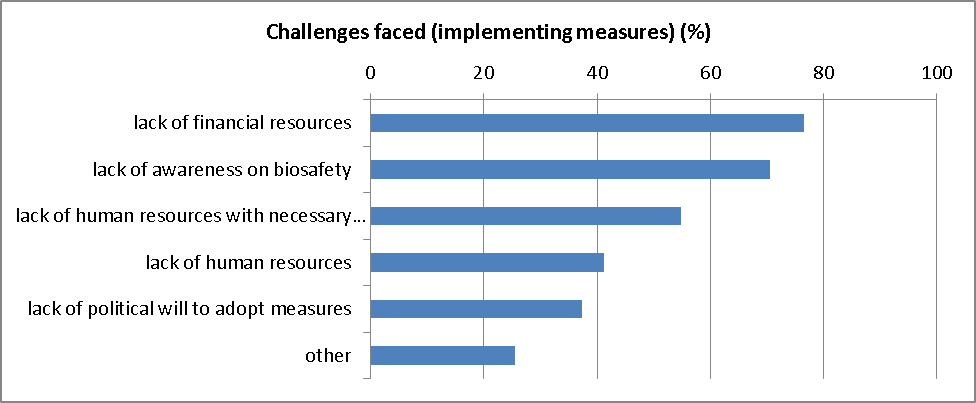 Challenges faced (implementing measures) (%)
0 20 40 60 80 100
lack of financial resources
lack of awareness on biosafety
lack of human resources with necessary...
lack of human resources
lack of political will to adopt measures
other